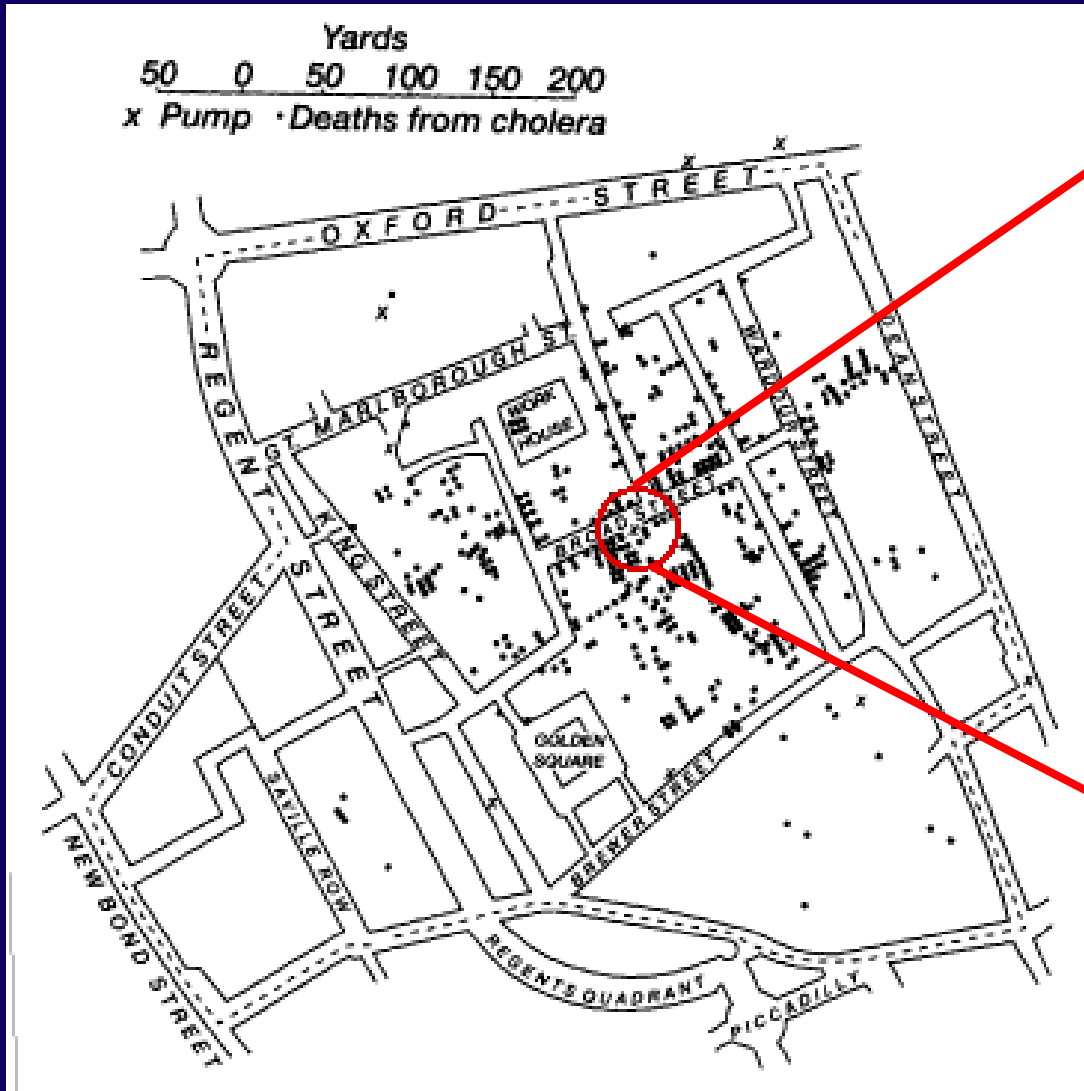 Yards
50 0 50 100 150 200
x Pump · Deaths from cholera
x
x
OXFORD STREET
x
REGENT STREET
GT MARLBOROUGH ST
WORK
HOUSE
WARDOUR STREET
DEAN STREET
x
BROAD STREET
KING STREET
CONDUIT STREET
x
GOLDEN
SQUARE
SAVILLE ROW
BREWER STREET
NEW BOND STREET
REGENTS QUADRANT
PICCADILLY